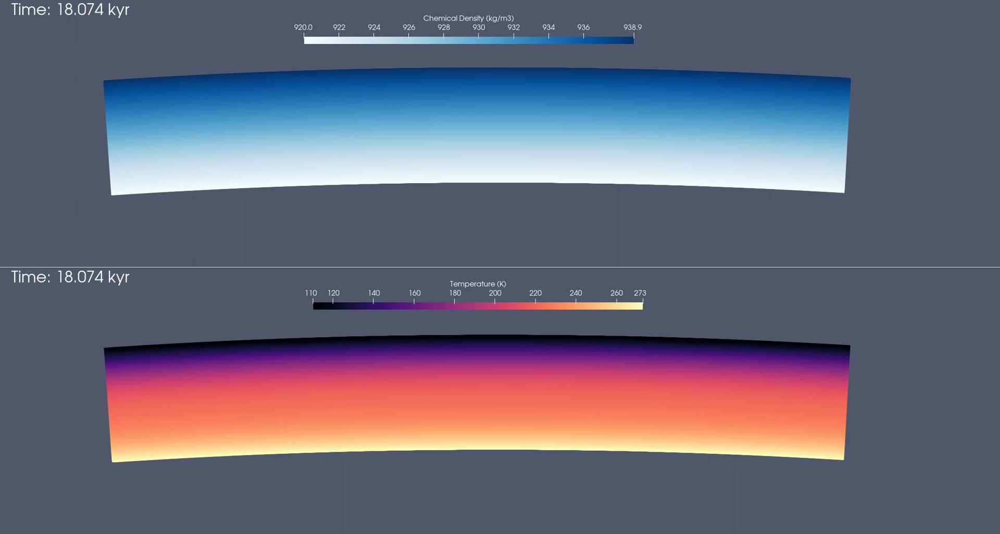 Time: 18.074 kyr
Chemical Density (kg/m3)
920.0 922 924 926 928 930 932 934 936 938.9
Time: 18.074 kyr
Temperature (K)
110 120 140 160 180 200 220 240 260 273